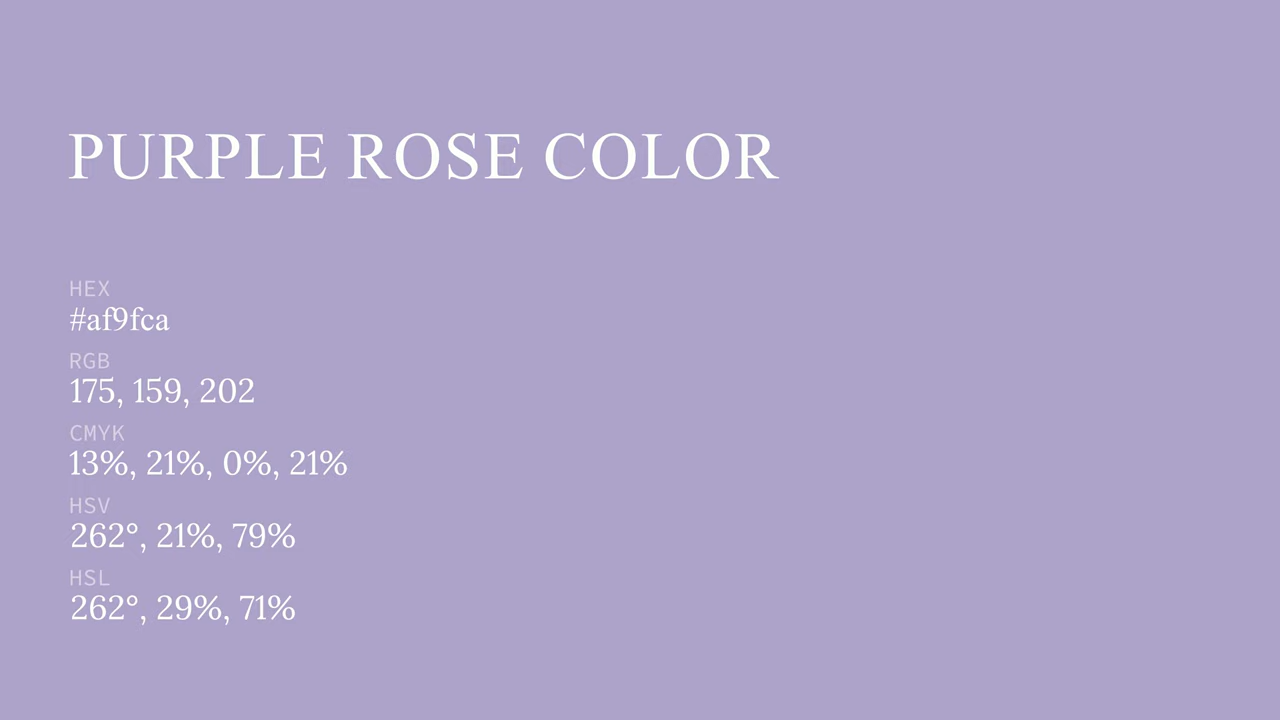 PURPLE ROSE COLOR
HEX
#af9fca
RGB
175, 159, 202
CMYK
13%, 21%, 0%, 21%
HSV
262°, 21%, 79%
HSL
262°, 29%, 71%